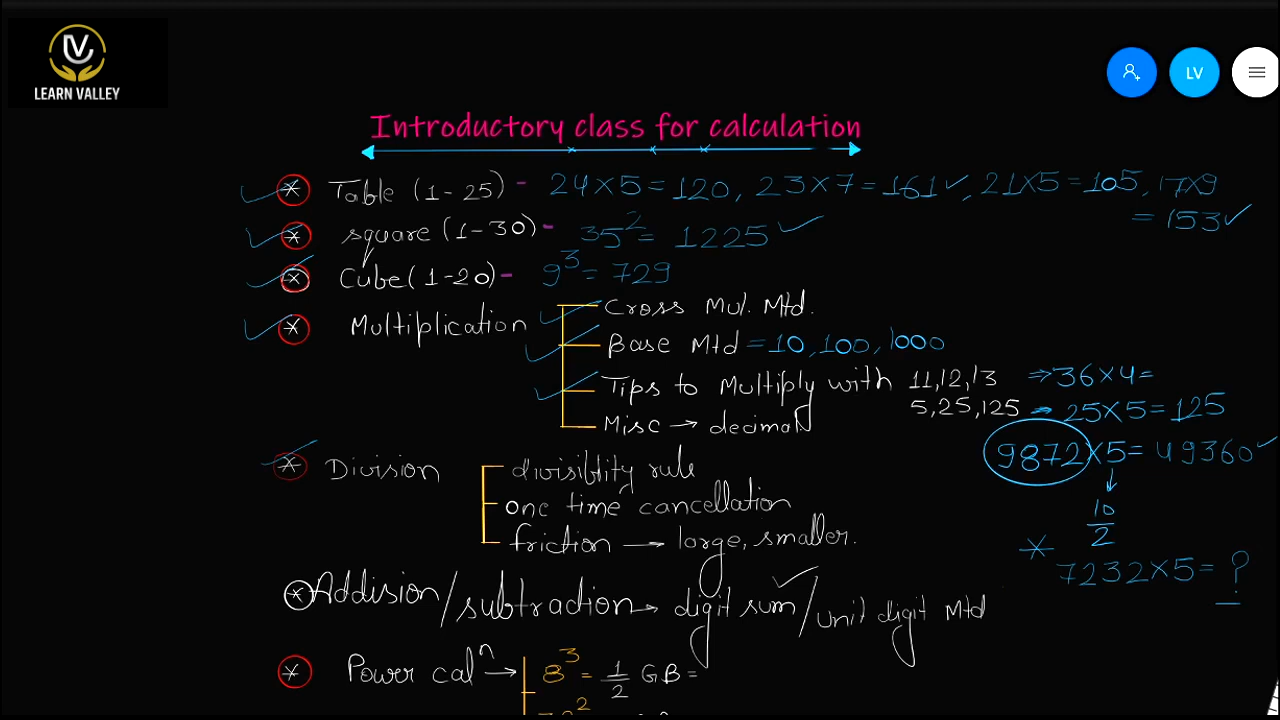 LEARN VALLEY
LV
Introductory class for calculation
Table (1-25) - 24×5=120, 23×7=161✓, 21×5=105, 17×9
=153✓
square (1-30) - 35²= 1225 ✓
Cube (1-20) - 9³=729
Multiplication
Cross Mul. Mtd.
Base Mtd =10,100,1000
Tips to Multiply with 11,12,13 ⇒36×4=
5,25,125 → 25×5=125
Misc → decimal
9872×5=49360✓
10/2
Division
divisiblity rule
one time cancellation
friction → large, smaller.
* 7232×5=?
Addision/subtraction→ digit sum/unit digit Mtd
Power calⁿ → 8³= 1/2 GB=